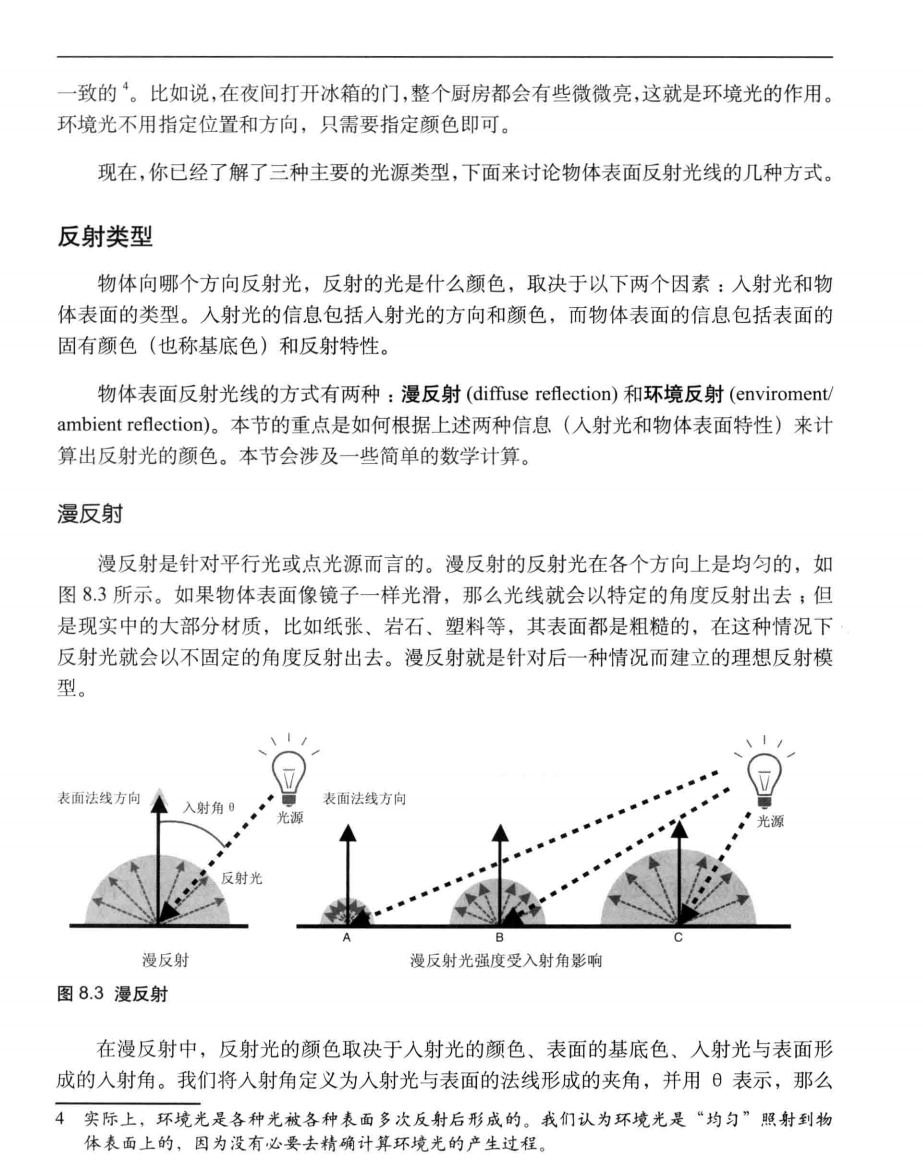 一致的 4。比如说,在夜间打开冰箱的门,整个厨房都会有些微微亮,这就是环境光的作用。
环境光不用指定位置和方向，只需要指定颜色即可。
现在,你已经了解了三种主要的光源类型,下面来讨论物体表面反射光线的几种方式。
反射类型
物体向哪个方向反射光，反射的光是什么颜色，取决于以下两个因素：入射光和物
体表面的类型。入射光的信息包括入射光的方向和颜色，而物体表面的信息包括表面的
固有颜色（也称基底色）和反射特性。
物体表面反射光线的方式有两种：漫反射 (diffuse reflection) 和环境反射 (enviroment/
ambient reflection)。本节的重点是如何根据上述两种信息（入射光和物体表面特性）来计
算出反射光的颜色。本节会涉及一些简单的数学计算。
漫反射
漫反射是针对平行光或点光源而言的。漫反射的反射光在各个方向上是均匀的，如
图 8.3 所示。如果物体表面像镜子一样光滑，那么光线就会以特定的角度反射出去；但
是现实中的大部分材质，比如纸张、岩石、塑料等，其表面都是粗糙的，在这种情况下
反射光就会以不固定的角度反射出去。漫反射就是针对后一种情况而建立的理想反射模
型。
表面法线方向
入射角 θ
光源
反射光
漫反射
表面法线方向
光源
A
B
C
漫反射光强度受入射角影响
图 8.3 漫反射
在漫反射中，反射光的颜色取决于入射光的颜色、表面的基底色、入射光与表面形
成的入射角。我们将入射角定义为入射光与表面的法线形成的夹角，并用 θ 表示，那么
4 实际上，环境光是各种光被各种表面多次反射后形成的。我们认为环境光是“均匀”照射到物
体表面上的，因为没有必要去精确计算环境光的产生过程。